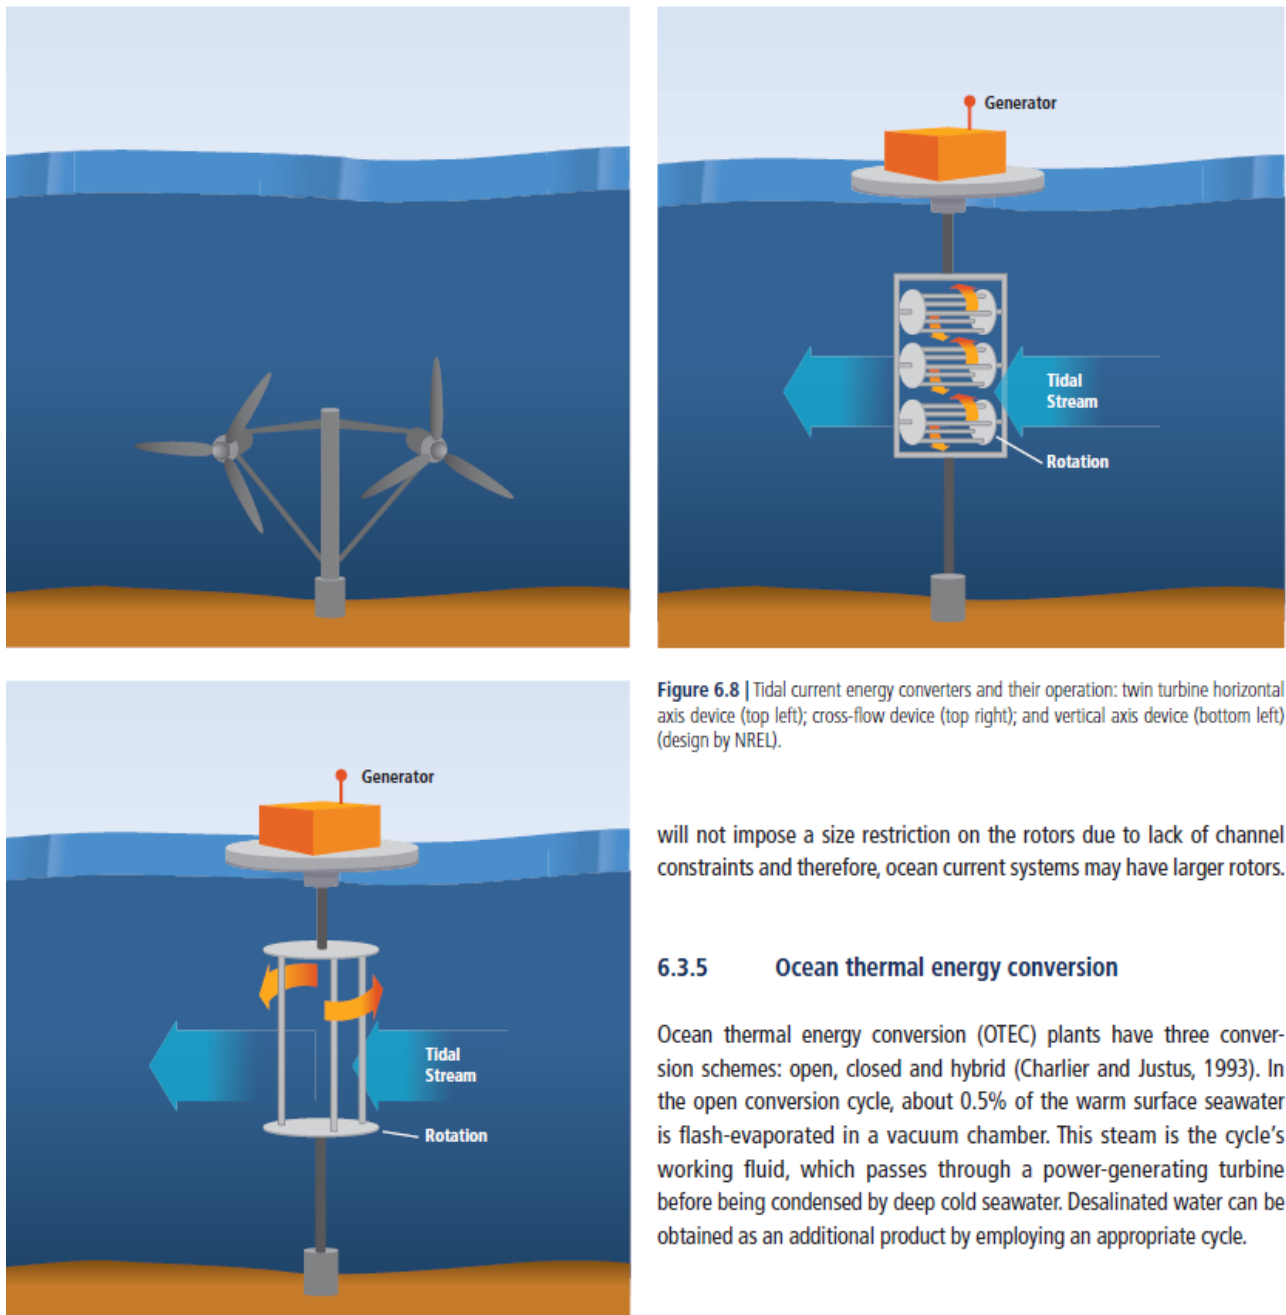 Generator
Tidal
Stream
Rotation
Figure 6.8 | Tidal current energy converters and their operation: twin turbine horizontal
axis device (top left); cross-flow device (top right); and vertical axis device (bottom left)
(design by NREL).
Generator
Tidal
Stream
Rotation
will not impose a size restriction on the rotors due to lack of channel
constraints and therefore, ocean current systems may have larger rotors.
6.3.5 Ocean thermal energy conversion
Ocean thermal energy conversion (OTEC) plants have three conver-
sion schemes: open, closed and hybrid (Charlier and Justus, 1993). In
the open conversion cycle, about 0.5% of the warm surface seawater
is flash-evaporated in a vacuum chamber. This steam is the cycle's
working fluid, which passes through a power-generating turbine
before being condensed by deep cold seawater. Desalinated water can be
obtained as an additional product by employing an appropriate cycle.